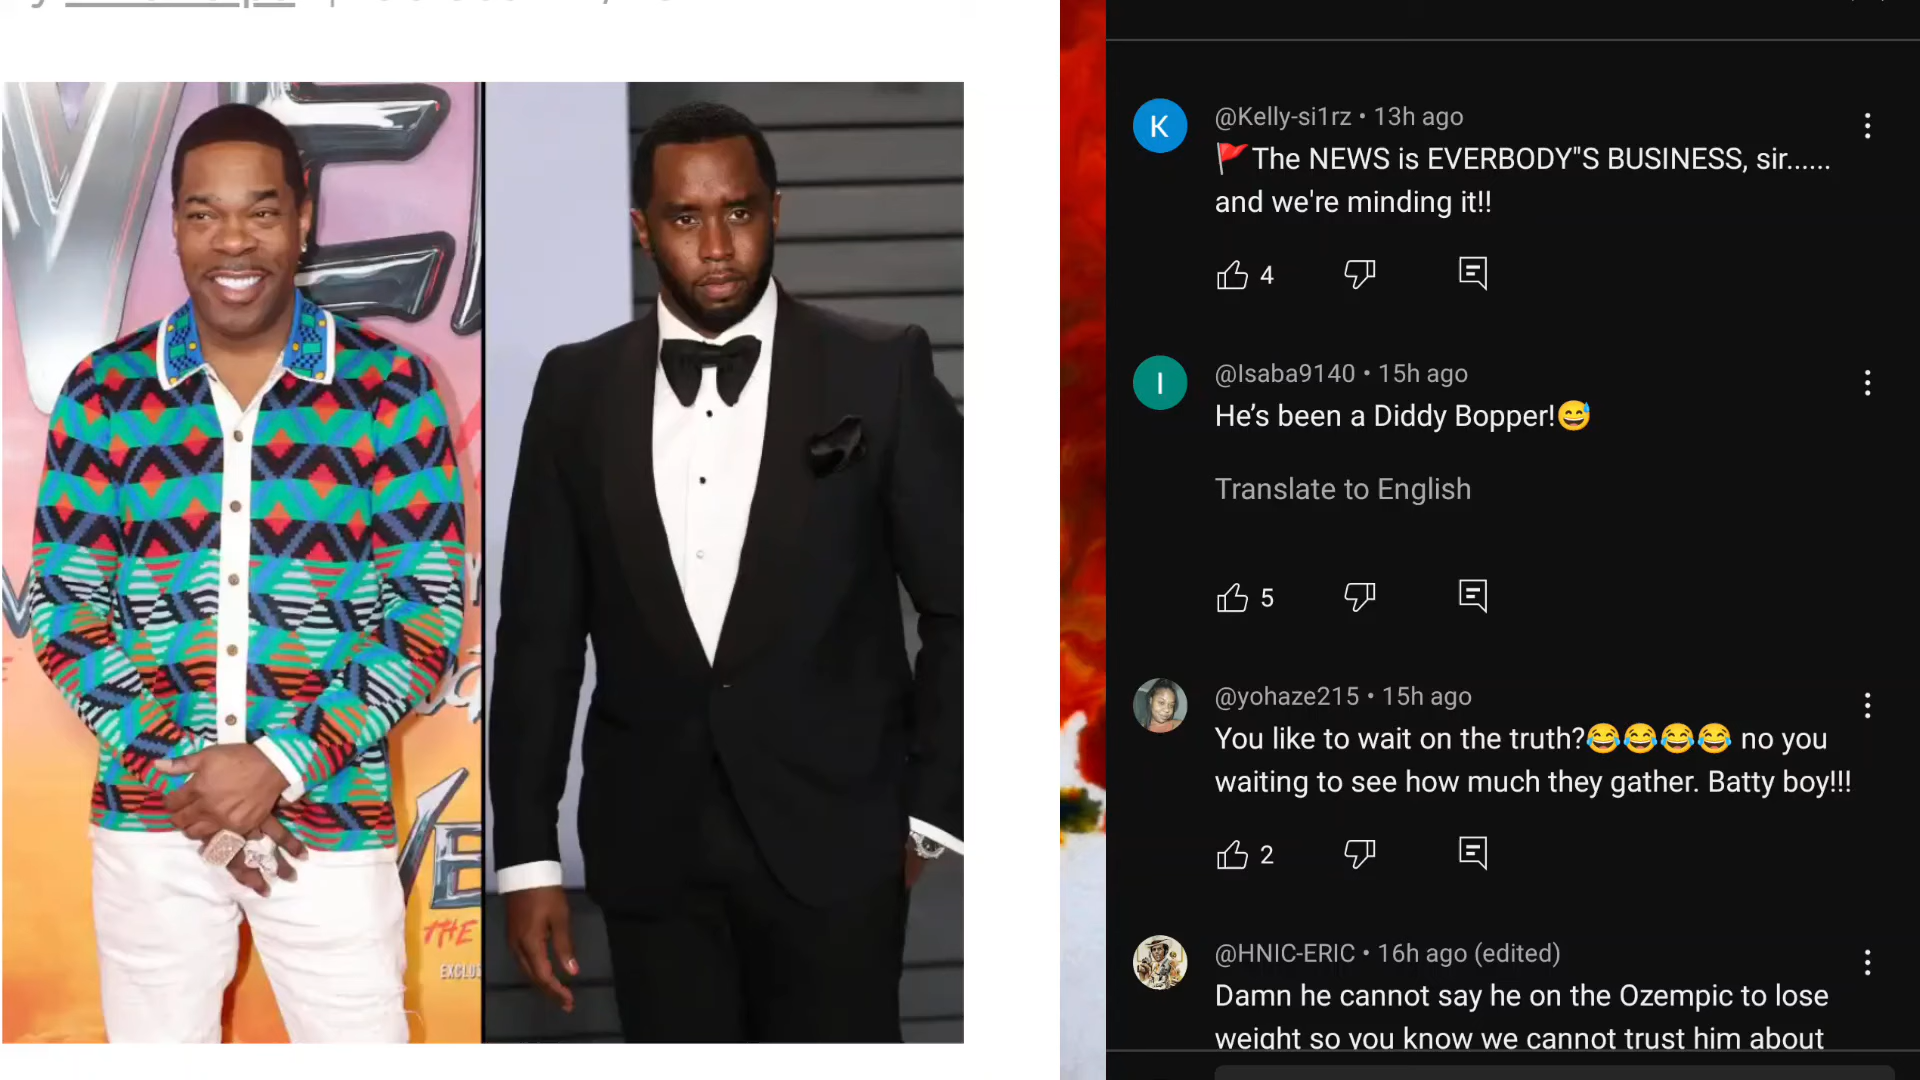 VE
THE
EXCLU
K
@Kelly-si1rz • 13h ago
🚩The NEWS is EVERBODY"S BUSINESS, sir......
and we're minding it!!
4
I
@Isaba9140 • 15h ago
He’s been a Diddy Bopper!😅
Translate to English
5
@yohaze215 • 15h ago
You like to wait on the truth?😂😂😂😂 no you
waiting to see how much they gather. Batty boy!!!
2
@HNIC-ERIC • 16h ago (edited)
Damn he cannot say he on the Ozempic to lose
weight so you know we cannot trust him about